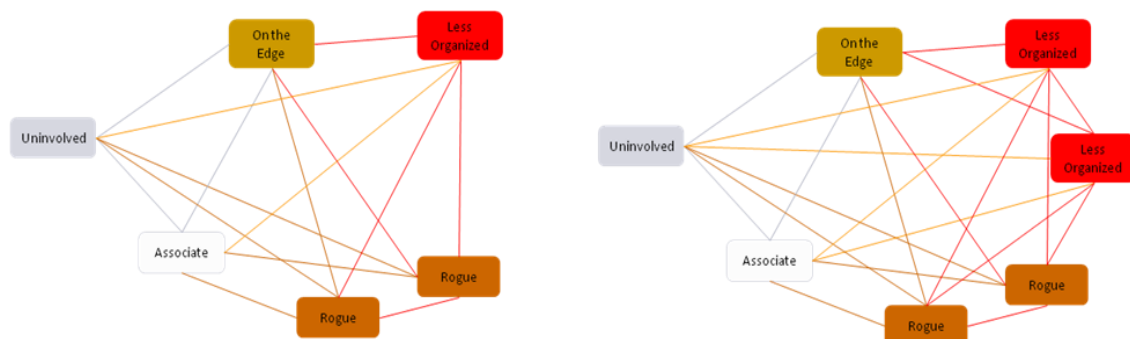 On the
Edge
Less
Organized
Uninvolved
Associate
Rogue
Rogue
On the
Edge
Less
Organized
Uninvolved
Less
Organized
Associate
Rogue
Rogue